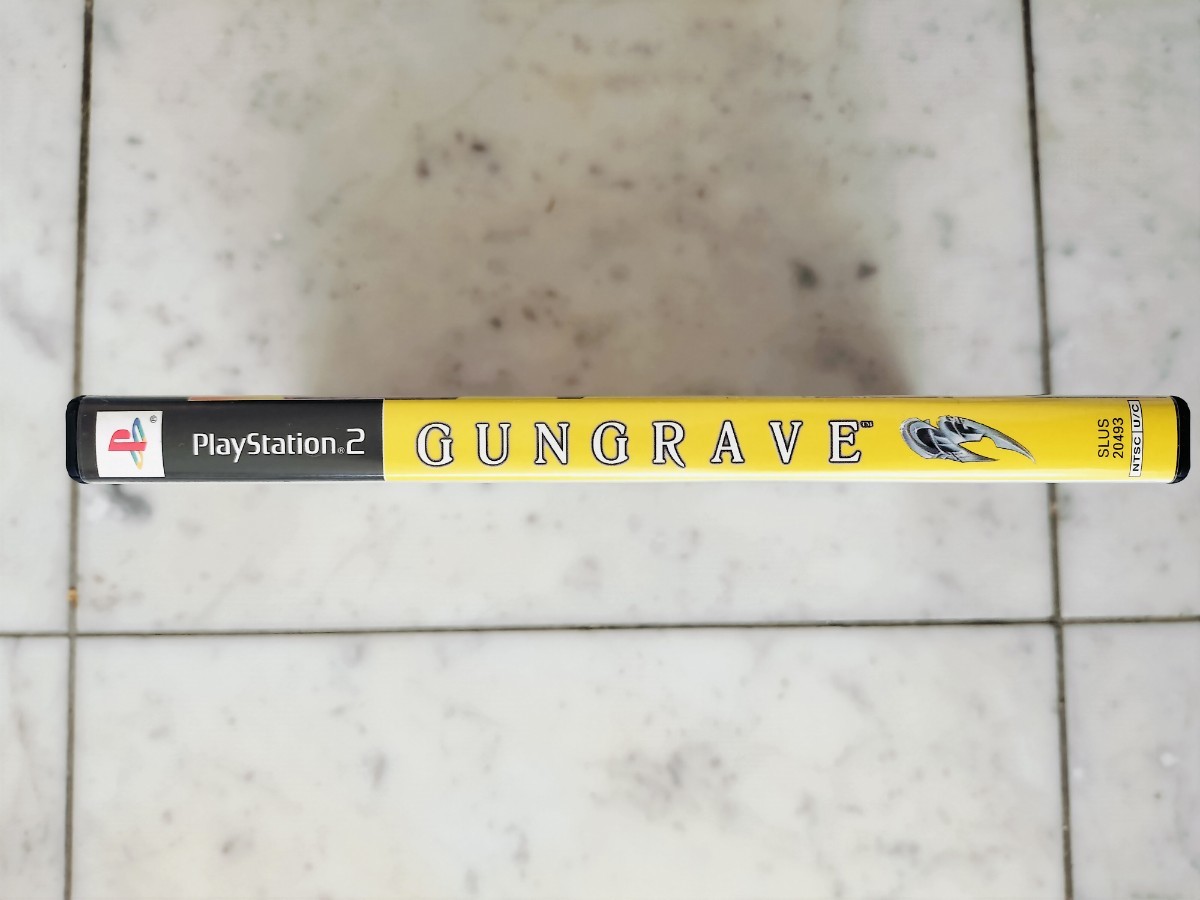 PlayStation®2
GUNGRAVE
SLUS
20493
NTSC U/C